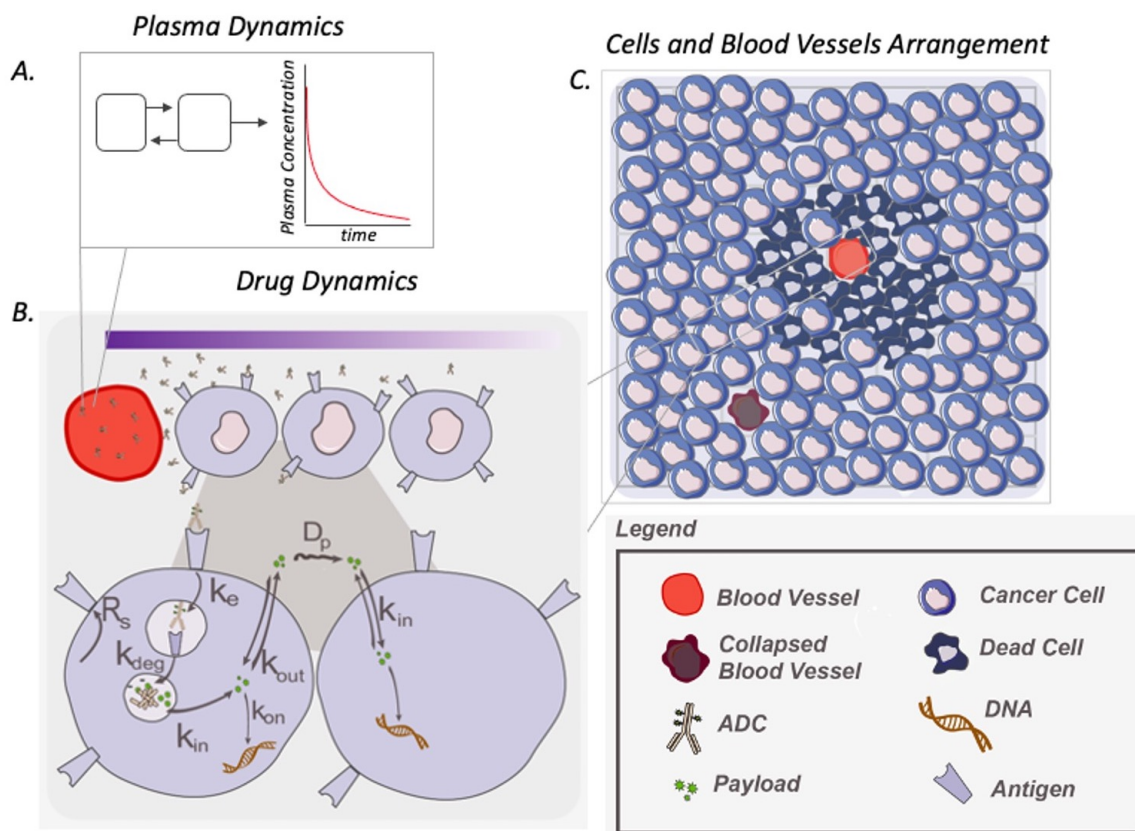 Plasma Dynamics
A.
Plasma Concentration
time
Cells and Blood Vessels Arrangement
C.
Drug Dynamics
B.
Dp
Rs
ke
kin
kdeg
kout
kon
kin
Legend
Blood Vessel
Cancer Cell
Collapsed
Blood Vessel
Dead Cell
ADC
DNA
Payload
Antigen